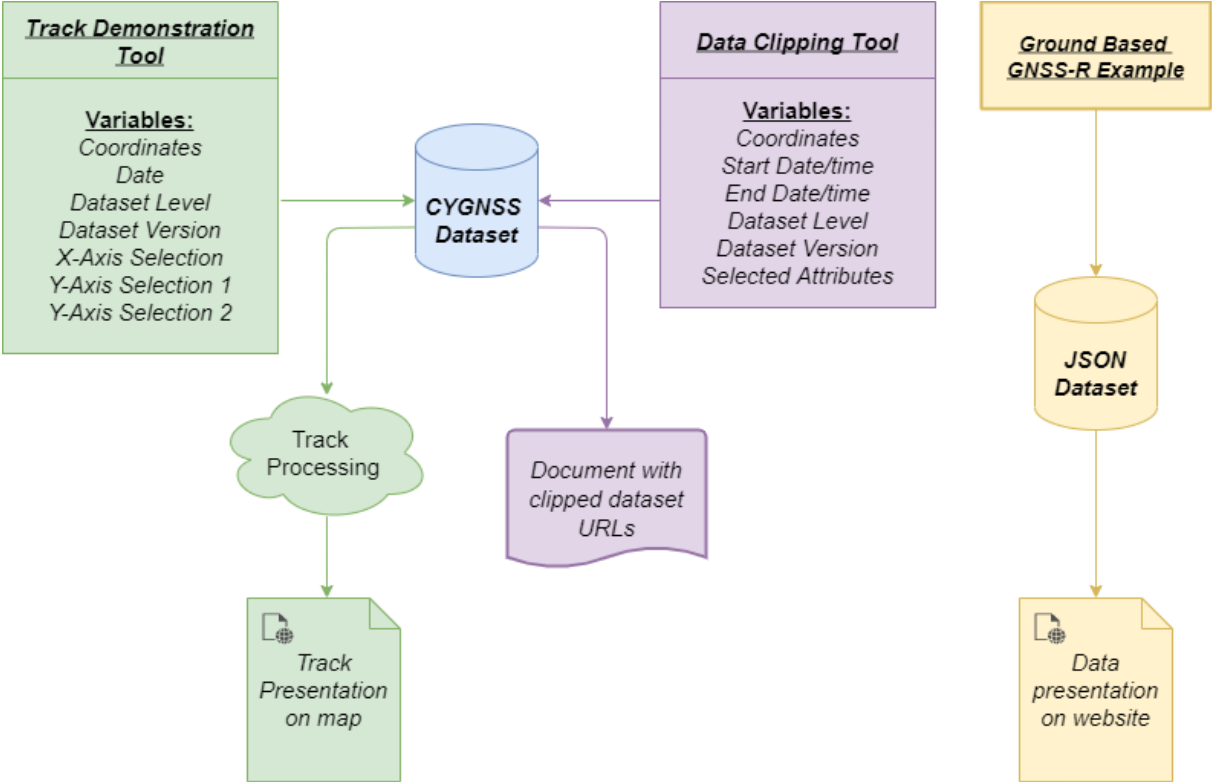 Track Demonstration
Tool
Variables:
Coordinates
Date
Dataset Level
Dataset Version
X-Axis Selection
Y-Axis Selection 1
Y-Axis Selection 2
CYGNSS
Dataset
Data Clipping Tool
Variables:
Coordinates
Start Date/time
End Date/time
Dataset Level
Dataset Version
Selected Attributes
Ground Based
GNSS-R Example
JSON
Dataset
Track
Processing
Document with
clipped dataset
URLs
Track
Presentation
on map
Data
presentation
on website